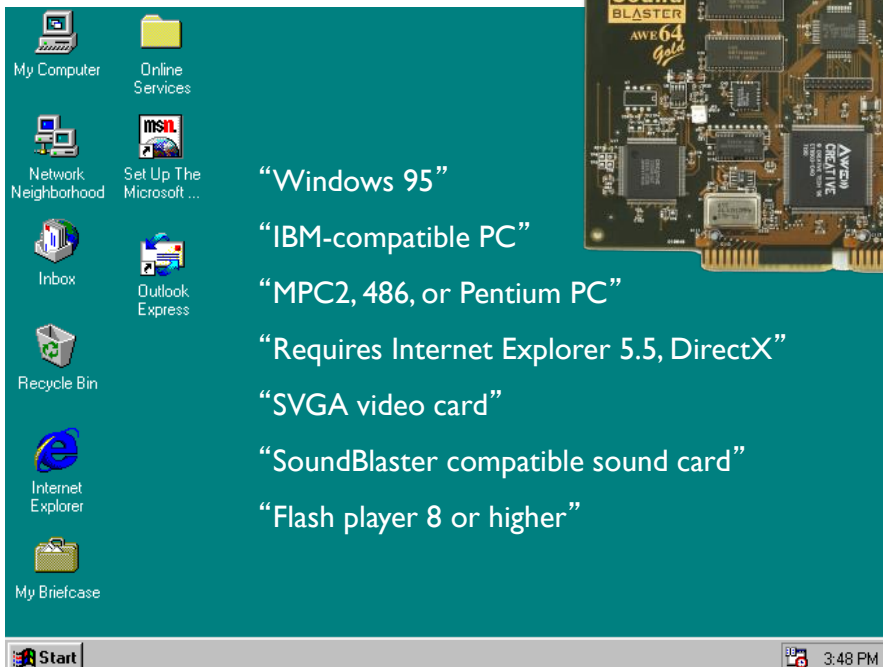 Sound
BLASTER
AWE64
Gold
My Computer
Online
Services
msn.
Network
Neighborhood
Set Up The
Microsoft ...
Inbox
Outlook
Express
Recycle Bin
Internet
Explorer
My Briefcase
“Windows 95”
“IBM-compatible PC”
“MPC2, 486, or Pentium PC”
“Requires Internet Explorer 5.5, DirectX”
“SVGA video card”
“SoundBlaster compatible sound card”
“Flash player 8 or higher”
CREATIVE
Start
3:48 PM